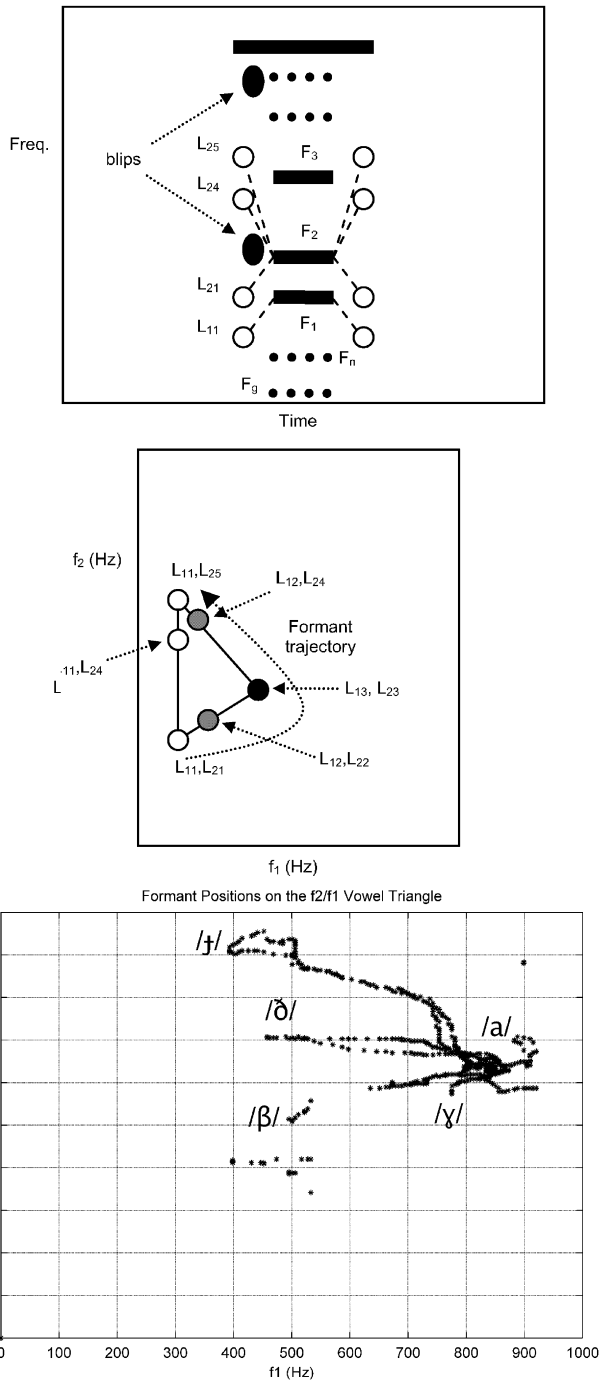 Freq.
blips
L25
L24
L21
L11
F3
F2
F1
Fn
Fg
Time
f2 (Hz)
L11,L25
L12,L24
Formant
trajectory
.11,L24
L
L13, L23
L12,L22
L11,L21
f1 (Hz)
Formant Positions on the f2/f1 Vowel Triangle
/ɟ/
/ð/
/a/
/β/
/ɣ/
0 100 200 300 400 500 600 700 800 900 1000
f1 (Hz)